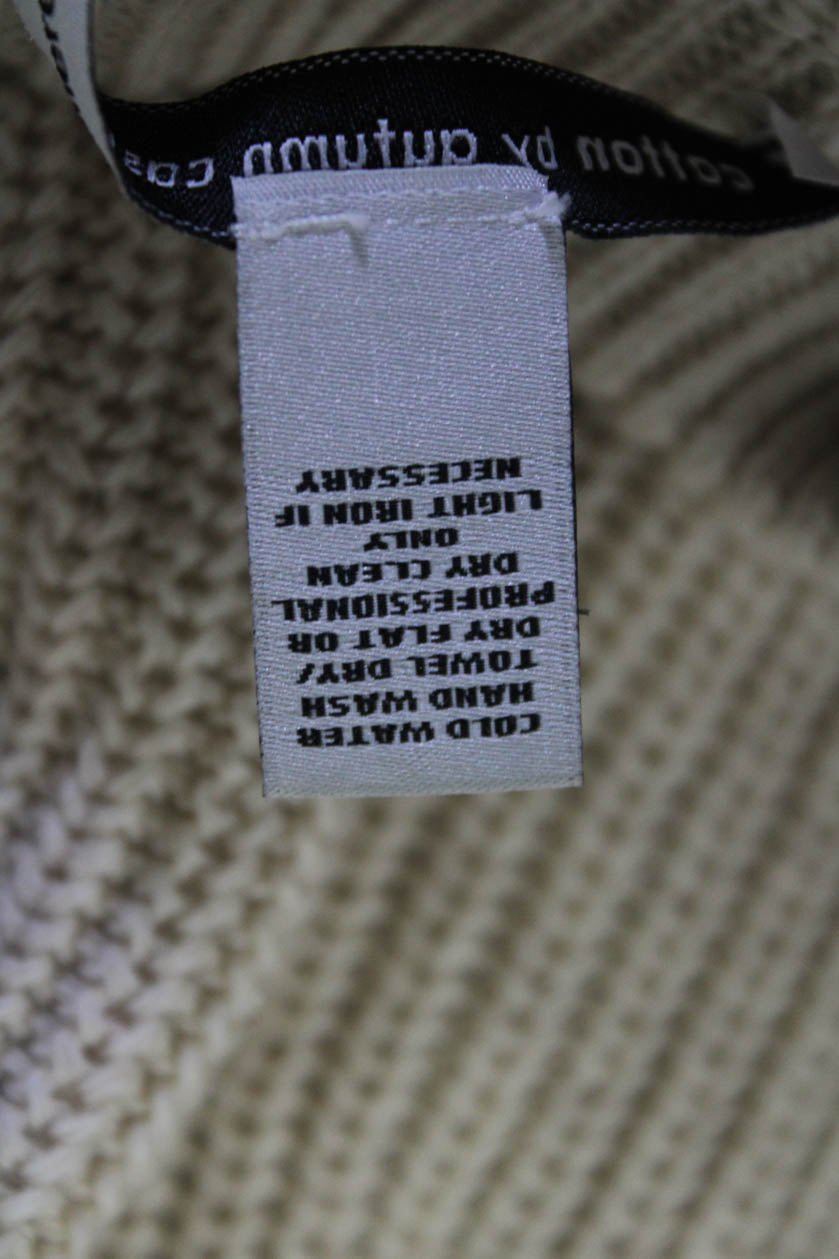 COLD WATER
HAND WASH
TOWEL DRY/
DRY FLAT OR
PROFESSIONAL
DRY CLEAN
ONLY
LIGHT IRON IF
NECESSARY
cotton by autumn